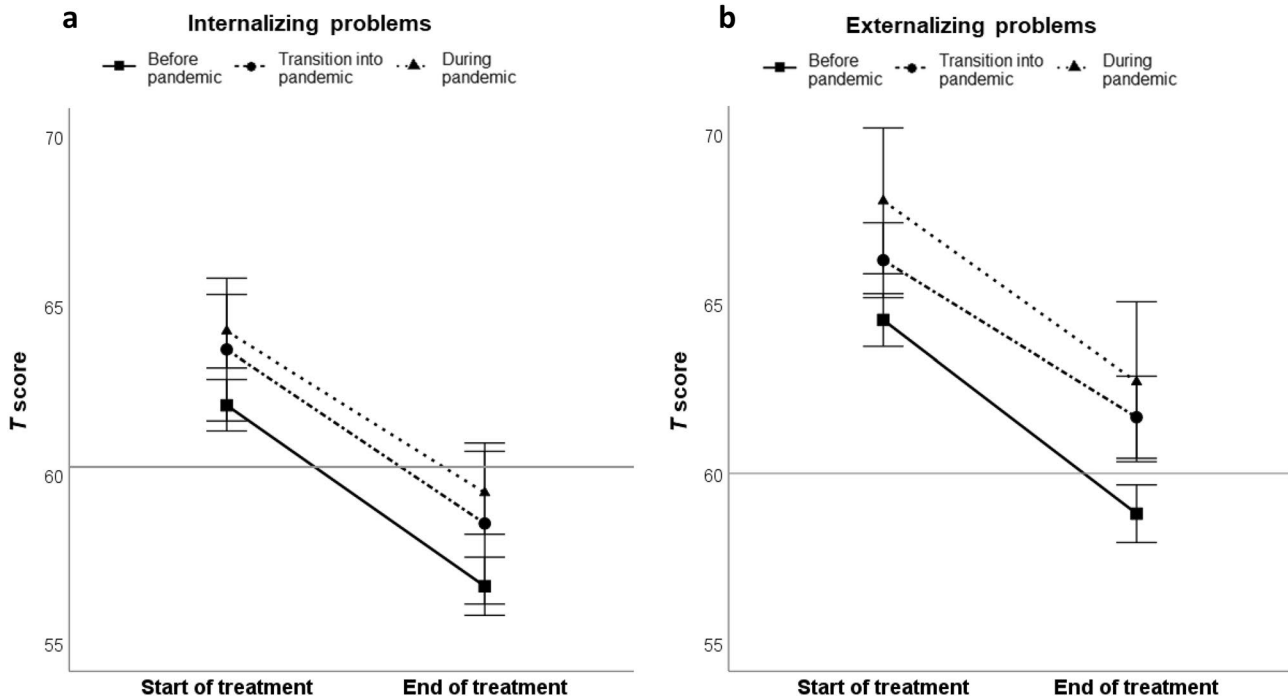 a
Internalizing problems
Before
pandemic
Transition into
pandemic
During
pandemic
70
65
60
55
T score
Start of treatment
End of treatment
b
Externalizing problems
Before
pandemic
Transition into
pandemic
During
pandemic
70
65
60
55
T score
Start of treatment
End of treatment